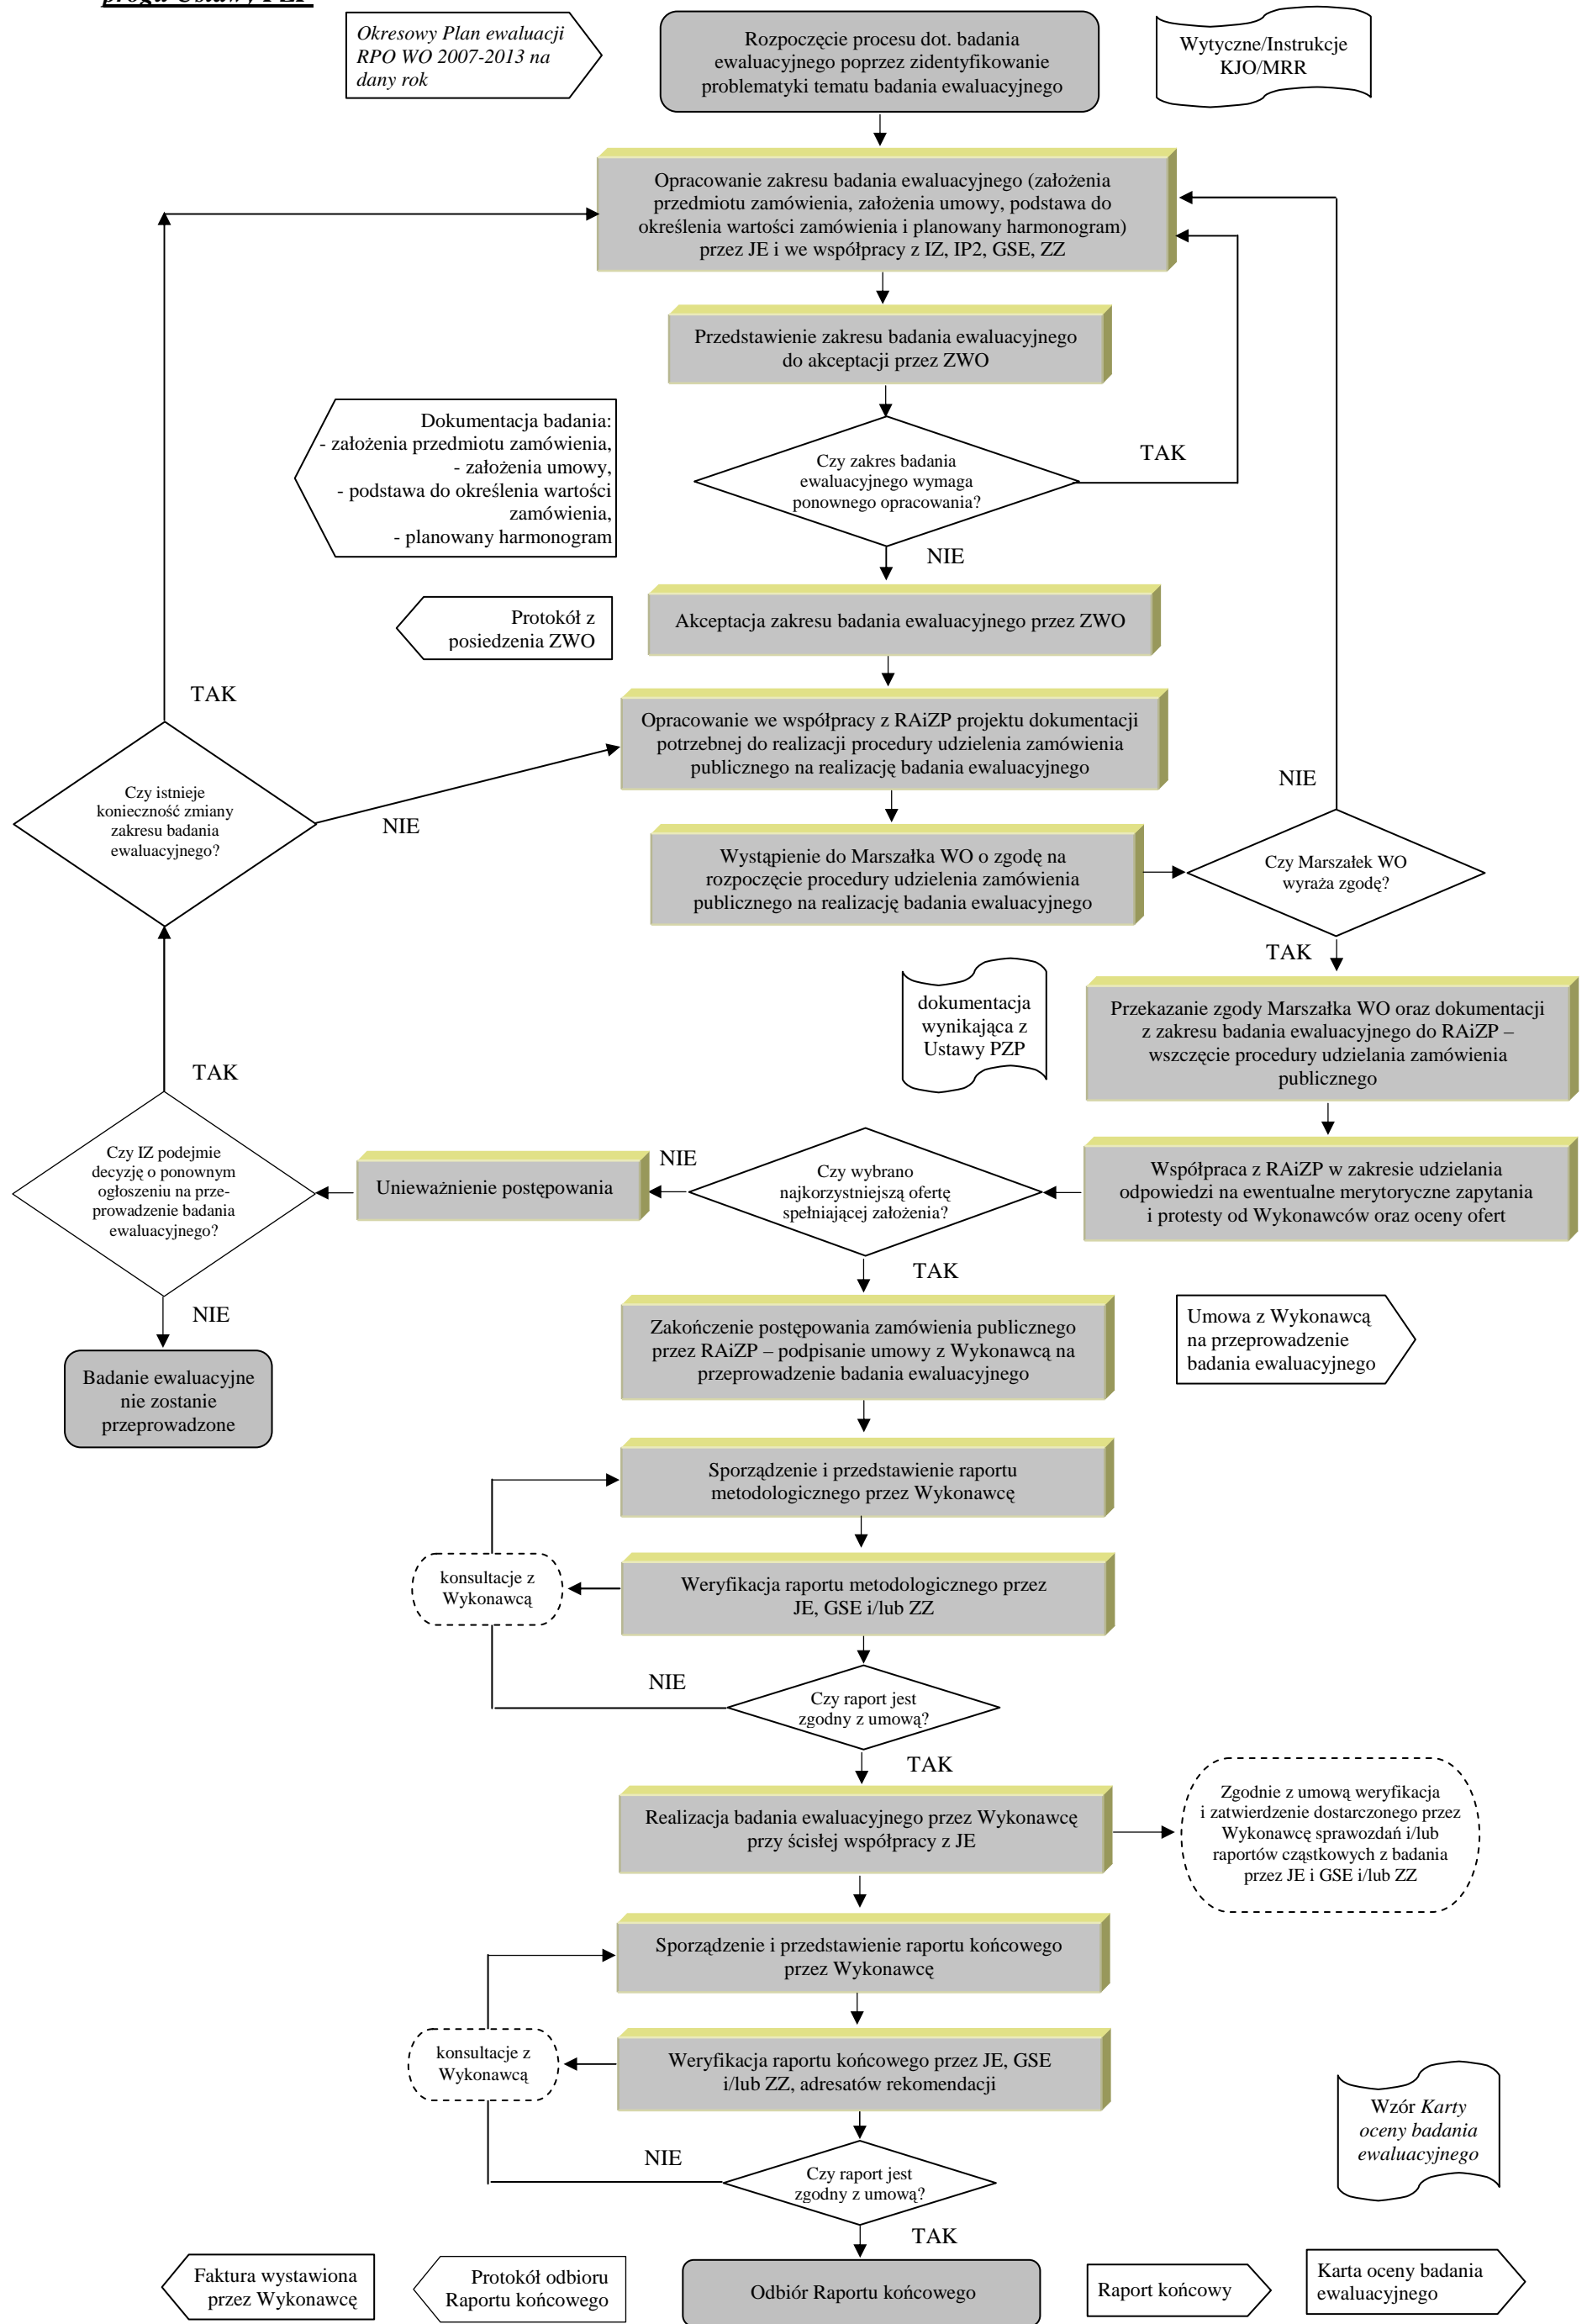 progu Ustawy PZP
Okresowy Plan ewaluacji
RPO WO 2007-2013 na
dany rok
Rozpoczęcie procesu dot. badania
ewaluacyjnego poprzez zidentyfikowanie
problematyki tematu badania ewaluacyjnego
Wytyczne/Instrukcje
KJO/MRR
Opracowanie zakresu badania ewaluacyjnego (założenia
przedmiotu zamówienia, założenia umowy, podstawa do
określenia wartości zamówienia i planowany harmonogram)
przez JE i we współpracy z IZ, IP2, GSE, ZZ
Przedstawienie zakresu badania ewaluacyjnego
do akceptacji przez ZWO
Dokumentacja badania:
- założenia przedmiotu zamówienia,
- założenia umowy,
- podstawa do określenia wartości
zamówienia,
- planowany harmonogram
Czy zakres badania
ewaluacyjnego wymaga
ponownego opracowania?
TAK
NIE
Protokół z
posiedzenia ZWO
Akceptacja zakresu badania ewaluacyjnego przez ZWO
TAK
Opracowanie we współpracy z RAiZP projektu dokumentacji
potrzebnej do realizacji procedury udzielenia zamówienia
publicznego na realizację badania ewaluacyjnego
Czy istnieje
konieczność zmiany
zakresu badania
ewaluacyjnego?
NIE
NIE
Wystąpienie do Marszałka WO o zgodę na
rozpoczęcie procedury udzielenia zamówienia
publicznego na realizację badania ewaluacyjnego
Czy Marszałek WO
wyraża zgodę?
TAK
dokumentacja
wynikająca z
Ustawy PZP
Przekazanie zgody Marszałka WO oraz dokumentacji
z zakresu badania ewaluacyjnego do RAiZP –
wszczęcie procedury udzielania zamówienia
publicznego
TAK
Czy IZ podejmie
decyzję o ponownym
ogłoszeniu na prze-
prowadzenie badania
ewaluacyjnego?
Unieważnienie postępowania
NIE
Czy wybrano
najkorzystniejszą ofertę
spełniającej założenia?
Współpraca z RAiZP w zakresie udzielania
odpowiedzi na ewentualne merytoryczne zapytania
i protesty od Wykonawców oraz oceny ofert
TAK
NIE
Badanie ewaluacyjne
nie zostanie
przeprowadzone
Zakończenie postępowania zamówienia publicznego
przez RAiZP – podpisanie umowy z Wykonawcą na
przeprowadzenie badania ewaluacyjnego
Umowa z Wykonawcą
na przeprowadzenie
badania ewaluacyjnego
Sporządzenie i przedstawienie raportu
metodologicznego przez Wykonawcę
konsultacje z
Wykonawcą
Weryfikacja raportu metodologicznego przez
JE, GSE i/lub ZZ
NIE
Czy raport jest
zgodny z umową?
TAK
Realizacja badania ewaluacyjnego przez Wykonawcę
przy ścisłej współpracy z JE
Zgodnie z umową weryfikacja
i zatwierdzenie dostarczonego przez
Wykonawcę sprawozdań i/lub
raportów cząstkowych z badania
przez JE i GSE i/lub ZZ
Sporządzenie i przedstawienie raportu końcowego
przez Wykonawcę
konsultacje z
Wykonawcą
Weryfikacja raportu końcowego przez JE, GSE
i/lub ZZ, adresatów rekomendacji
Wzór Karty
oceny badania
ewaluacyjnego
NIE
Czy raport jest
zgodny z umową?
TAK
Faktura wystawiona
przez Wykonawcę
Protokół odbioru
Raportu końcowego
Odbiór Raportu końcowego
Raport końcowy
Karta oceny badania
ewaluacyjnego